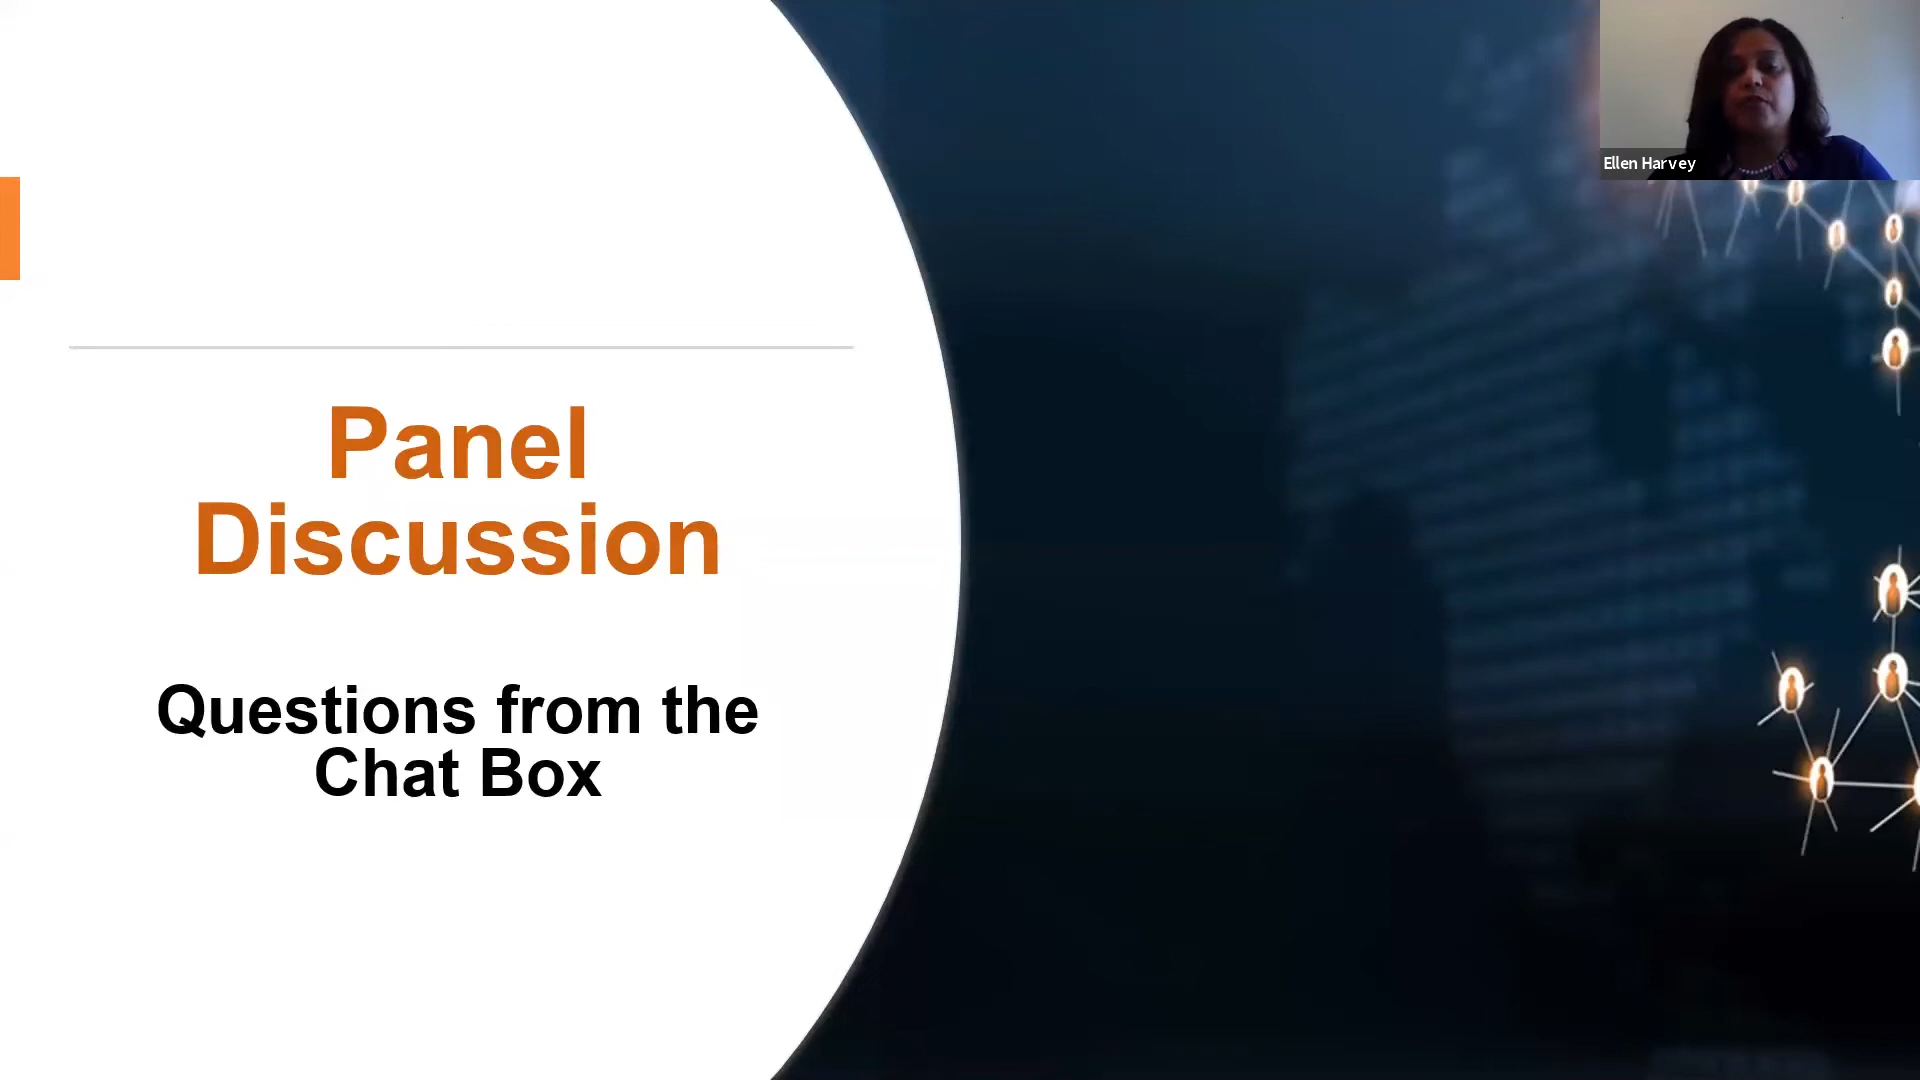 Ellen Harvey
Panel
Discussion
Questions from the
Chat Box